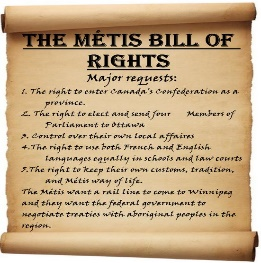 THE MÉTIS BILL OF
RIGHTS
Major requests:
1. The right to enter Canada's Confederation as a
province.
2. The right to elect and send four Members of
Parliament to Ottawa
3. Control over their own local affaires
4. The right to use both French and English
languages equally in schools and law courts
5. The right to keep their own customs, tradition,
and Métis way of life.
The Métis want a rail line to come to Winnipeg
and they want the federal government to
negotiate treaties with aboriginal peoples in the
region.